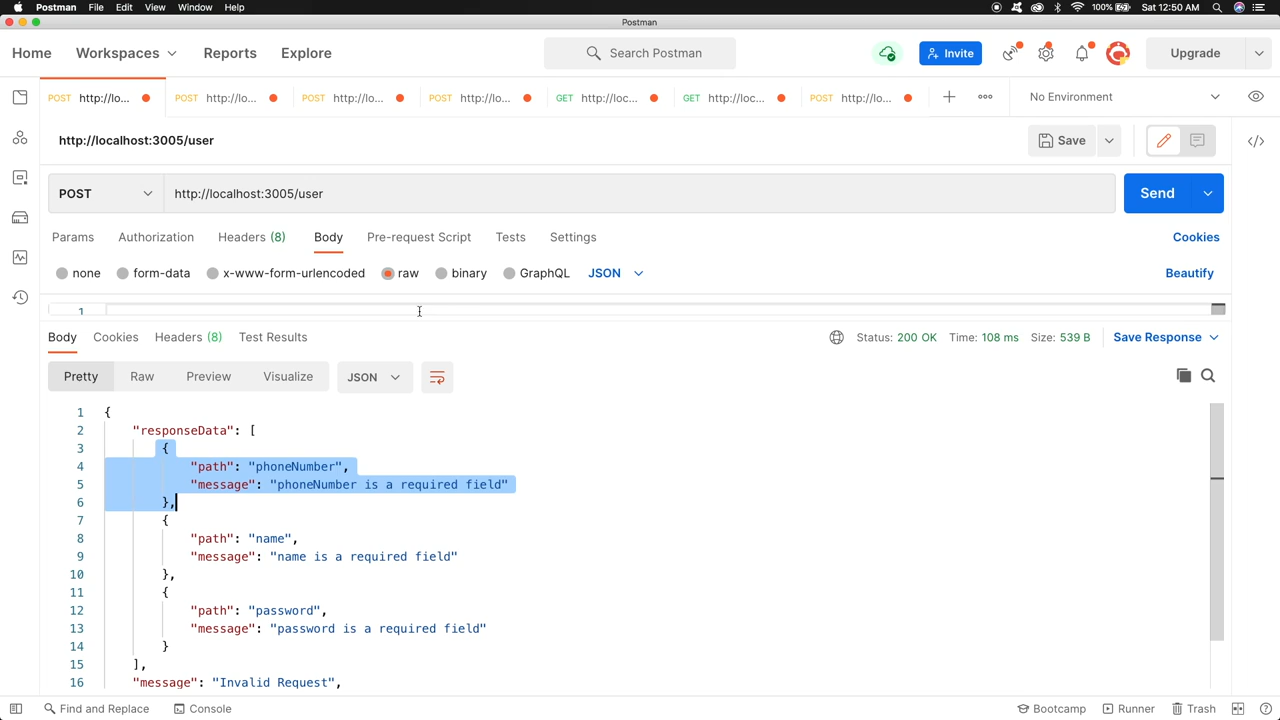 Postman File Edit View Window Help 100% Sat 12:50 AM
Postman
Home Workspaces Reports Explore Search Postman Invite Upgrade
POST http://lo... POST http://lo... POST http://lo... POST http://lo... GET http://loc... GET http://loc... POST http://lo... No Environment
http://localhost:3005/user Save
POST http://localhost:3005/user Send
Params Authorization Headers (8) Body Pre-request Script Tests Settings Cookies
none form-data x-www-form-urlencoded raw binary GraphQL JSON Beautify
1
Body Cookies Headers (8) Test Results Status: 200 OK Time: 108 ms Size: 539 B Save Response
Pretty Raw Preview Visualize JSON
1 {
2 "responseData": [
3 {
4 "path": "phoneNumber",
5 "message": "phoneNumber is a required field"
6 },
7 {
8 "path": "name",
9 "message": "name is a required field"
10 },
11 {
12 "path": "password",
13 "message": "password is a required field"
14 }
15 ],
16 "message": "Invalid Request",
Find and Replace Console Bootcamp Runner Trash